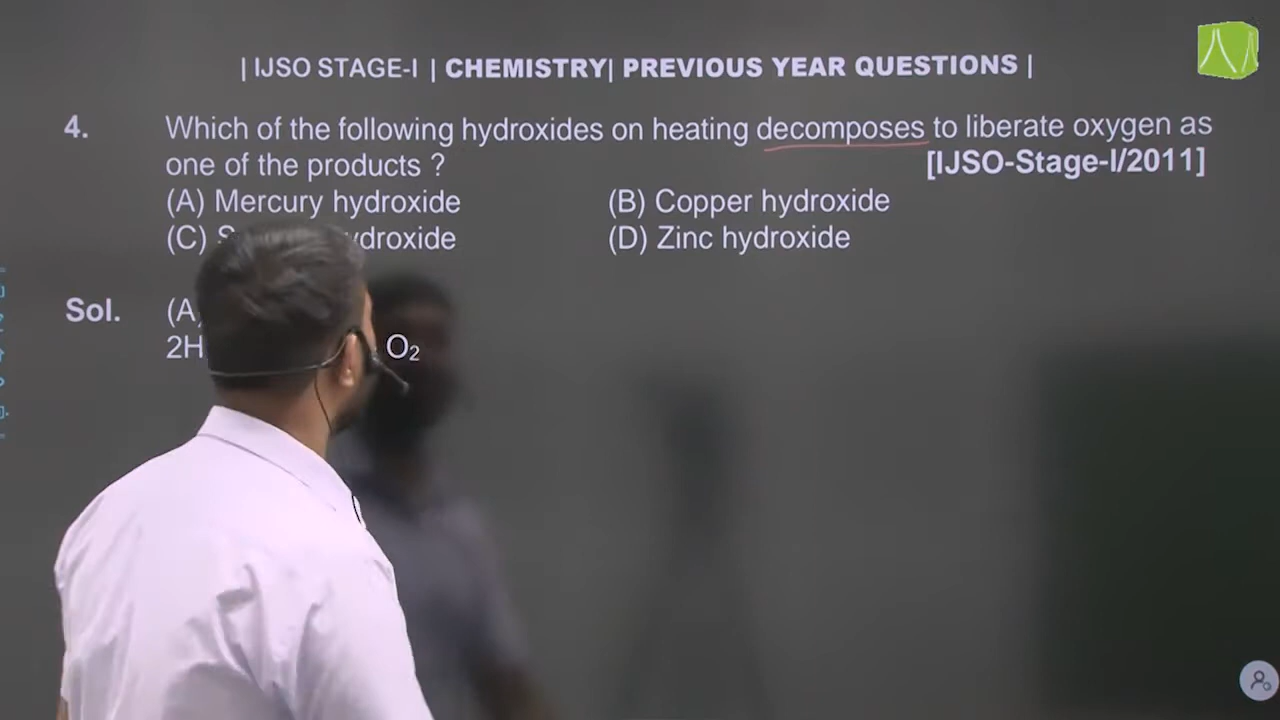 | IJSO STAGE-I | CHEMISTRY| PREVIOUS YEAR QUESTIONS |
4. Which of the following hydroxides on heating decomposes to liberate oxygen as
one of the products ? [IJSO-Stage-I/2011]
(A) Mercury hydroxide (B) Copper hydroxide
(C) (D) Zinc hydroxide
Sol. (A
2H O₂